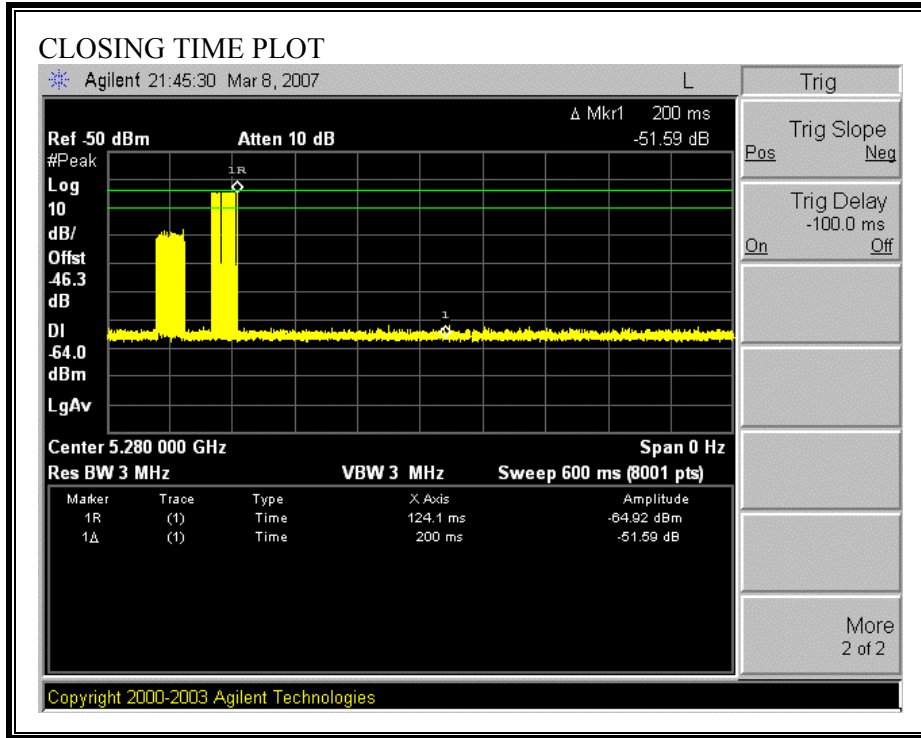 CLOSING TIME PLOT
Agilent 21:45:30 Mar 8, 2007 L
Δ Mkr1 200 ms
Ref -50 dBm Atten 10 dB -51.59 dB
#Peak
Log
10
dB/
Offst
-46.3
dB
DI
-64.0
dBm
LgAv
1R
1
Center 5.280 000 GHz Span 0 Hz
Res BW 3 MHz VBW 3 MHz Sweep 600 ms (8001 pts)
Marker Trace Type X Axis Amplitude
1R (1) Time 124.1 ms -64.92 dBm
1Δ (1) Time 200 ms -51.59 dB
Copyright 2000-2003 Agilent Technologies
Trig
Trig Slope
Pos Neg
Trig Delay
-100.0 ms
On Off
More
2 of 2